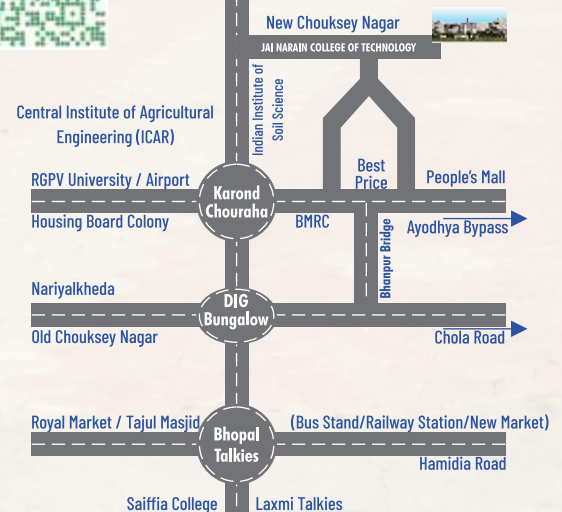 New Chouksey Nagar
JAI NARAIN COLLEGE OF TECHNOLOGY
Indian Institute of
Soil Science
Central Institute of Agricultural
Engineering (ICAR)
RGPV University / Airport
Karond
Chouraha
Best
Price
People's Mall
Housing Board Colony
BMRC
Bhanpur Bridge
Ayodhya Bypass
Nariyalkheda
DIG
Bungalow
Old Chouksey Nagar
Chola Road
Royal Market / Tajul Masjid
Bhopal
Talkies
(Bus Stand/Railway Station/New Market)
Hamidia Road
Saiffia College
Laxmi Talkies